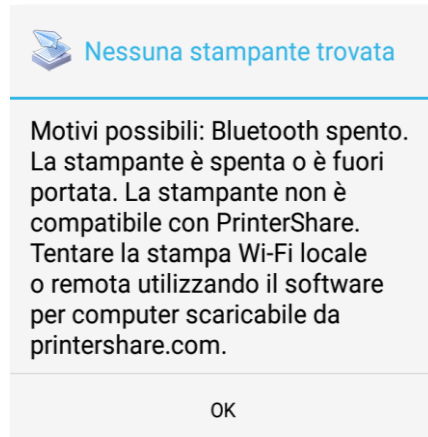 Nessuna stampante trovata
Motivi possibili: Bluetooth spento.
La stampante è spenta o è fuori
portata. La stampante non è
compatibile con PrinterShare.
Tentare la stampa Wi-Fi locale
o remota utilizzando il software
per computer scaricabile da
printershare.com.
OK